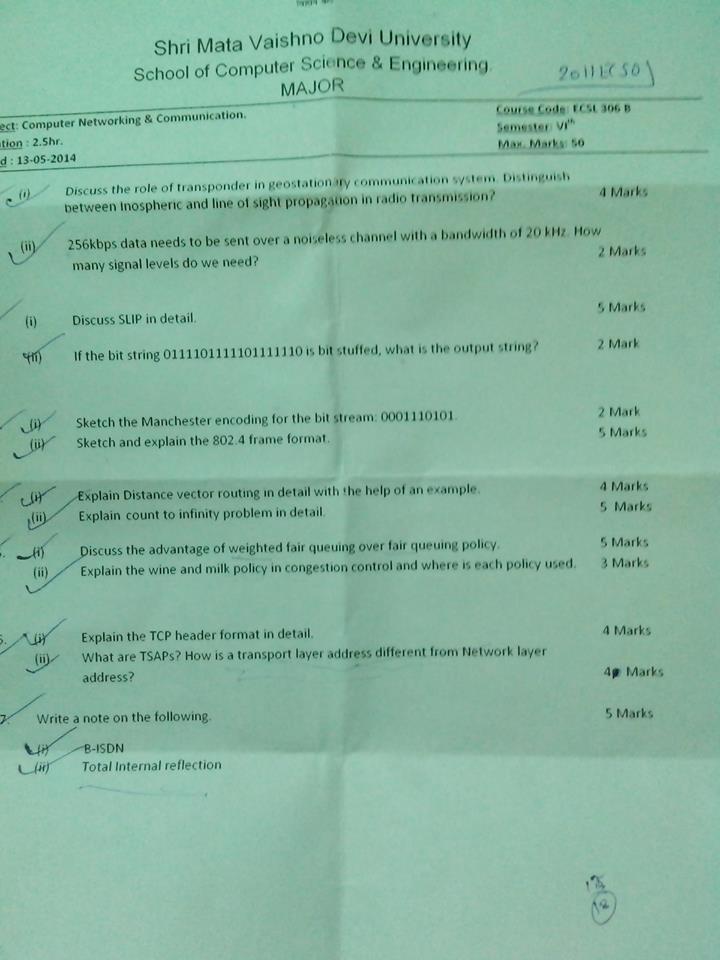 Shri Mata Vaishno Devi University
School of Computer Science & Engineering
MAJOR
ect: Computer Networking & Communication.
Course Code: ECSL 306 B
Semester: VIth
tion : 2.5hr.
Max. Marks: 50
d : 13-05-2014
(i) Discuss the role of transponder in geostationary communication system. Distinguish
between Inospheric and line of sight propagation in radio transmission? 4 Marks
(ii) 256kbps data needs to be sent over a noiseless channel with a bandwidth of 20 kHz. How
many signal levels do we need? 2 Marks
(i) Discuss SLIP in detail. 5 Marks
(ii) If the bit string 0111101111101111110 is bit stuffed, what is the output string? 2 Mark
(i) Sketch the Manchester encoding for the bit stream: 0001110101. 2 Mark
(ii) Sketch and explain the 802.4 frame format. 5 Marks
(i) Explain Distance vector routing in detail with the help of an example. 4 Marks
(ii) Explain count to infinity problem in detail. 5 Marks
(i) Discuss the advantage of weighted fair queuing over fair queuing policy. 5 Marks
(ii) Explain the wine and milk policy in congestion control and where is each policy used. 3 Marks
6. (i) Explain the TCP header format in detail. 4 Marks
(ii) What are TSAPs? How is a transport layer address different from Network layer
address? 4 Marks
7. Write a note on the following. 5 Marks
(i) B-ISDN
(ii) Total Internal reflection